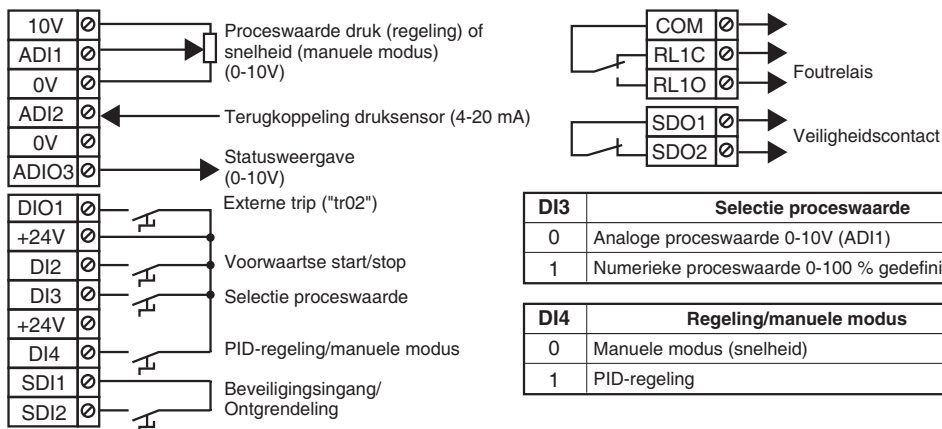 10V
ADI1
0V
ADI2
0V
ADIO3
DIO1
+24V
DI2
DI3
+24V
DI4
SDI1
SDI2
Proceswaarde druk (regeling) of
snelheid (manuele modus)
(0-10V)
Terugkoppeling druksensor (4-20 mA)
Statusweergave
(0-10V)
Externe trip ("tr02")
Voorwaartse start/stop
Selectie proceswaarde
PID-regeling/manuele modus
Beveiligingsingang/
Ontgrendeling
COM
RL1C
RL1O
Foutrelais
SDO1
SDO2
Veiligheidscontact
DI3 Selectie proceswaarde
0 Analoge proceswaarde 0-10V (ADI1)
1 Numerieke proceswaarde 0-100 %
DI4 Regeling/manuele modus
0 Manuele modus (snelheid)
1 PID-regeling